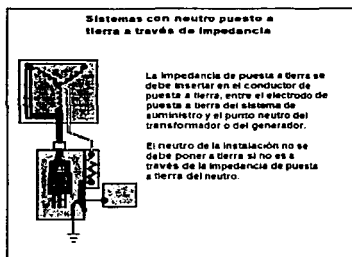 Sistemas con neutro puesto a
tierra a través de impedancia
La impedancia de puesta a tierra se
debe insertar en el conductor de
puesta a tierra, entre el electrodo de
puesta a tierra del sistema de
suministro y el punto neutro del
transformador o del generador.
El neutro de la instalación no se
debe poner a tierra si no es a
través de la impedancia de puesta
a tierra del neutro.